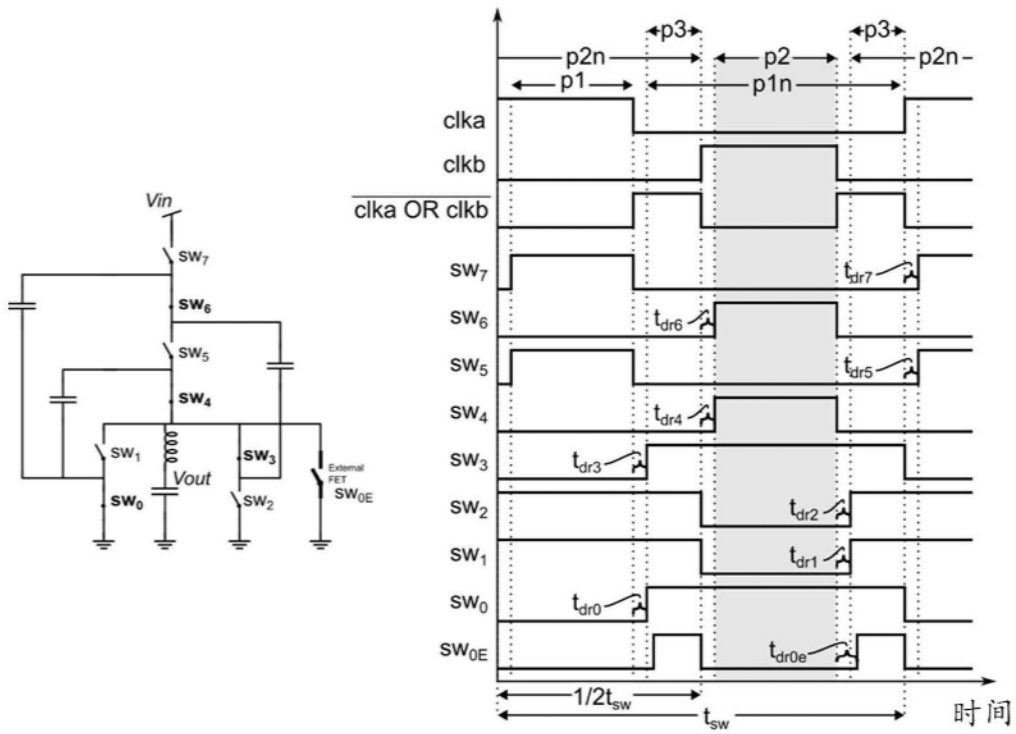 Vin
SW7
SW6
SW5
SW4
SW1
SW3
Vout
External
FET
SW0E
SW0
SW2
p3
p3
p2n
p2
p2n
p1
p1n
clka
clkb
clka OR clkb
SW7
tdr7
SW6
tdr6
SW5
tdr5
SW4
tdr4
SW3
tdr3
SW2
tdr2
SW1
tdr1
SW0
tdr0
SW0E
tdr0e
1/2tsw
tsw
时间